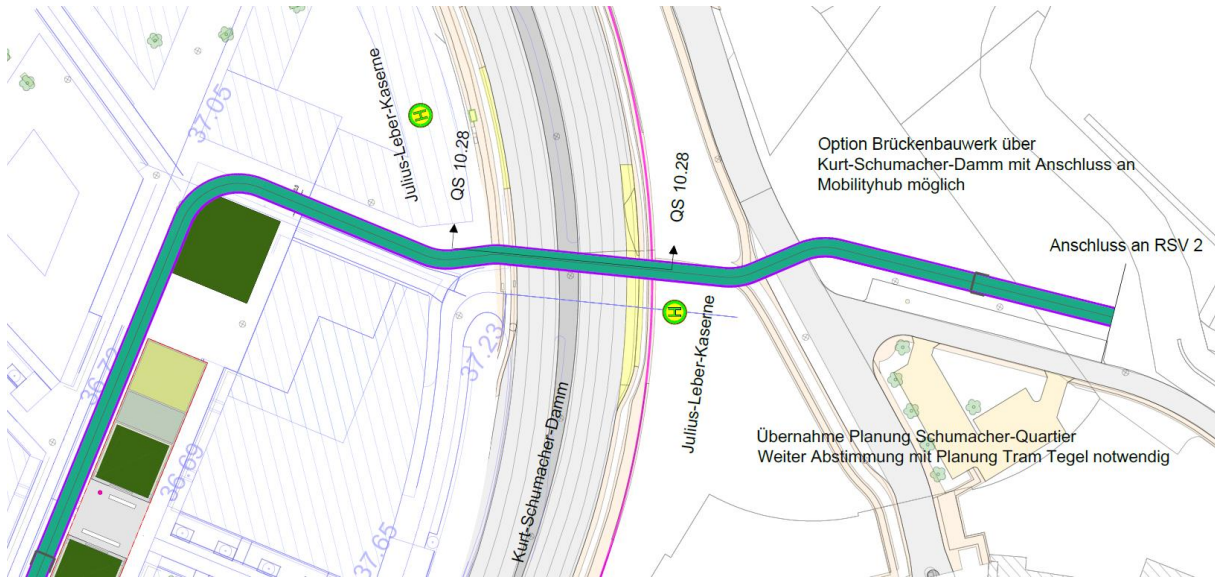 37.05
Julius-Leber-Kaserne
H
QS 10.28
QS 10.28
Option Brückenbauwerk über
Kurt-Schumacher-Damm mit Anschluss an
Mobilityhub möglich
Anschluss an RSV 2
H
Julius-Leber-Kaserne
37.23
Kurt-Schumacher-Damm
36.69
37.65
Übernahme Planung Schumacher-Quartier
Weiter Abstimmung mit Planung Tram Tegel notwendig